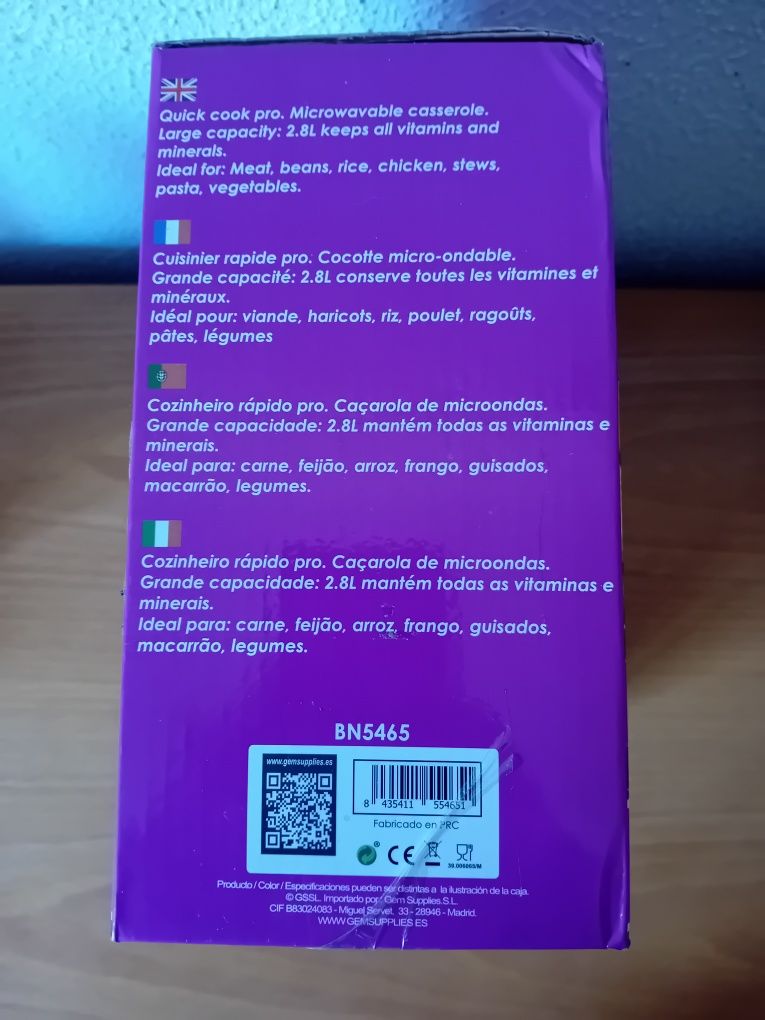 Quick cook pro. Microwavable casserole.
Large capacity: 2.8L keeps all vitamins and
minerals.
Ideal for: Meat, beans, rice, chicken, stews,
pasta, vegetables.
Cuisinier rapide pro. Cocotte micro-ondable.
Grande capacité: 2.8L conserve toutes les vitamines et
minéraux.
Idéal pour: viande, haricots, riz, poulet, ragoûts,
pâtes, légumes
Cozinheiro rápido pro. Caçarola de microondas.
Grande capacidade: 2.8L mantém todas as vitaminas e
minerais.
Ideal para: carne, feijão, arroz, frango, guisados,
macarrão, legumes.
Cozinheiro rápido pro. Caçarola de microondas.
Grande capacidade: 2.8L mantém todas as vitaminas e
minerais.
Ideal para: carne, feijão, arroz, frango, guisados,
macarrão, legumes.
BN5465
www.gemsupplies.es
8 435411 554651
Fabricado en PRC
CE
39.006065/M
Producto / Color / Especificaciones pueden ser distintas a la ilustración de la caja.
© GSSL. Importado por: Gem Supplies.S.L.
CIF B83024083 - Miguel Servet, 33 - 28946 - Madrid.
WWW.GEMSUPPLIES.ES